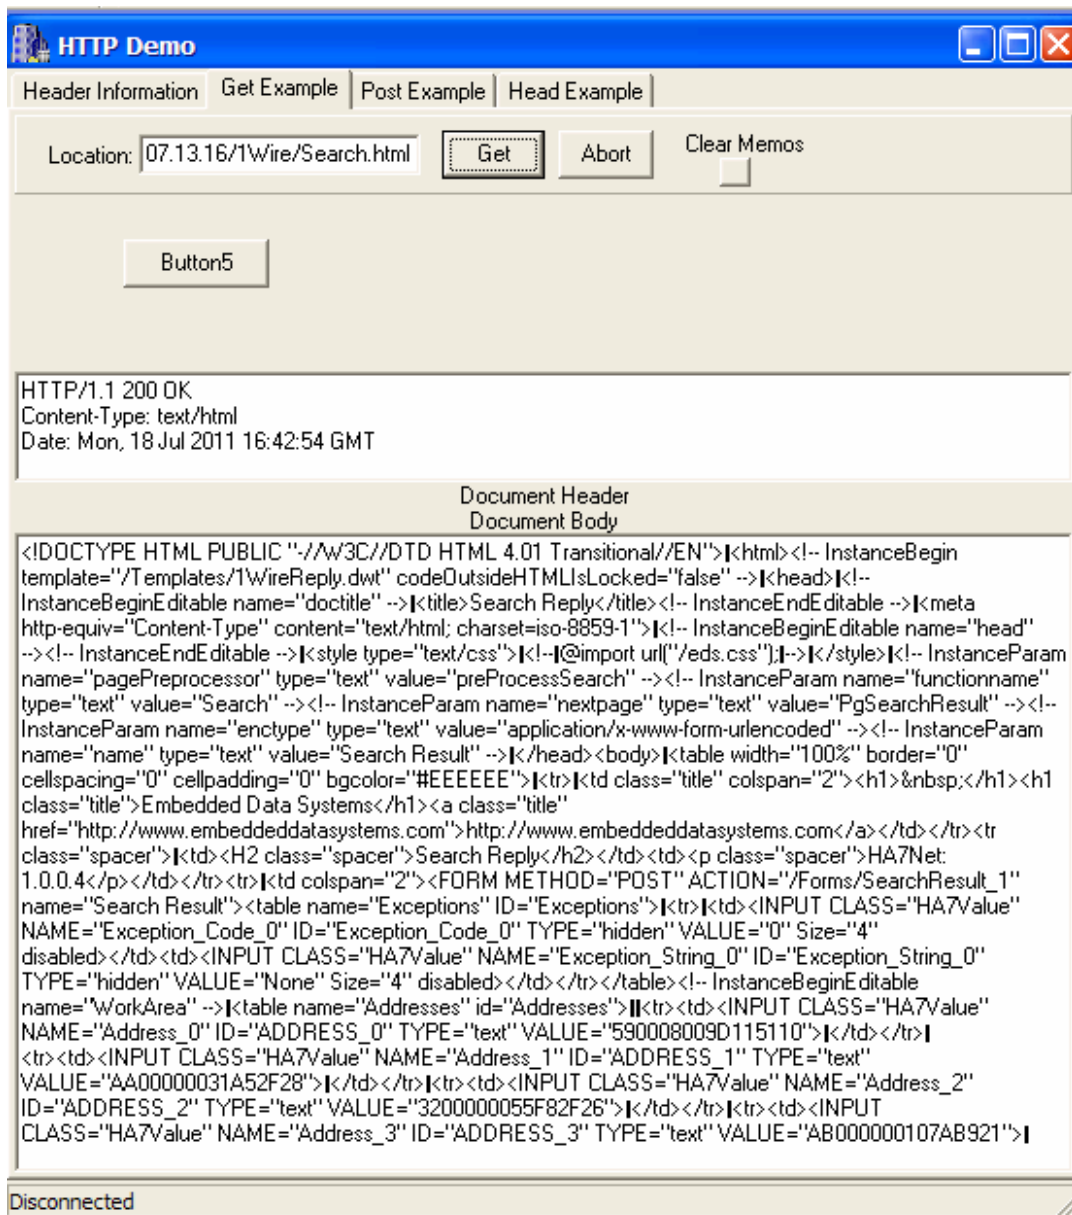 HTTP Demo
Header Information Get Example Post Example Head Example
Location: 07.13.16/1Wire/Search.html Get Abort Clear Memos
Button5
HTTP/1.1 200 OK
Content-Type: text/html
Date: Mon, 18 Jul 2011 16:42:54 GMT
Document Header
Document Body
<!DOCTYPE HTML PUBLIC "-//W3C//DTD HTML 4.01 Transitional//EN"><html><!-- InstanceBegin
template="/Templates/1WireReply.dwt" codeOutsideHTMLIsLocked="false" --><head><!--
InstanceBeginEditable name="doctitle" --><title>Search Reply</title><!-- InstanceEndEditable --><meta
http-equiv="Content-Type" content="text/html; charset=iso-8859-1"><!-- InstanceBeginEditable name="head"
--><!-- InstanceEndEditable --><style type="text/css"><!--@import url("/eds.css");--></style><!-- InstanceParam
name="pagePreprocessor" type="text" value="preProcessSearch" --><!-- InstanceParam name="functionname"
type="text" value="Search" --><!-- InstanceParam name="nextpage" type="text" value="PgSearchResult" --><!--
InstanceParam name="enctype" type="text" value="application/x-www-form-urlencoded" --><!-- InstanceParam
name="name" type="text" value="Search Result" --></head><body><table width="100%" border="0"
cellspacing="0" cellpadding="0" bgcolor="#EEEEEE"><tr><td class="title" colspan="2"><h1>&nbsp;</h1><h1
class="title">Embedded Data Systems</h1><a class="title"
href="http://www.embeddeddatasystems.com">http://www.embeddeddatasystems.com</a></td></tr><tr
class="spacer"><td><H2 class="spacer">Search Reply</h2></td><td><p class="spacer">HA7Net:
1.0.0.4</p></td></tr><tr><td colspan="2"><FORM METHOD="POST" ACTION="/Forms/SearchResult_1"
name="Search Result"><table name="Exceptions" ID="Exceptions"><tr><td><INPUT CLASS="HA7Value"
NAME="Exception_Code_0" ID="Exception_Code_0" TYPE="hidden" VALUE="0" Size="4"
disabled></td><td><INPUT CLASS="HA7Value" NAME="Exception_String_0" ID="Exception_String_0"
TYPE="hidden" VALUE="None" Size="4" disabled></td></tr></table><!-- InstanceBeginEditable
name="WorkArea" --><table name="Addresses" id="Addresses"><tr><td><INPUT CLASS="HA7Value"
NAME="Address_0" ID="ADDRESS_0" TYPE="text" VALUE="590008009D115110"></td></tr>
<tr><td><INPUT CLASS="HA7Value" NAME="Address_1" ID="ADDRESS_1" TYPE="text"
VALUE="AA00000031A52F28"></td></tr><tr><td><INPUT CLASS="HA7Value" NAME="Address_2"
ID="ADDRESS_2" TYPE="text" VALUE="3200000055F82F26"></td></tr><tr><td><INPUT
CLASS="HA7Value" NAME="Address_3" ID="ADDRESS_3" TYPE="text" VALUE="AB000000107AB921">
Disconnected